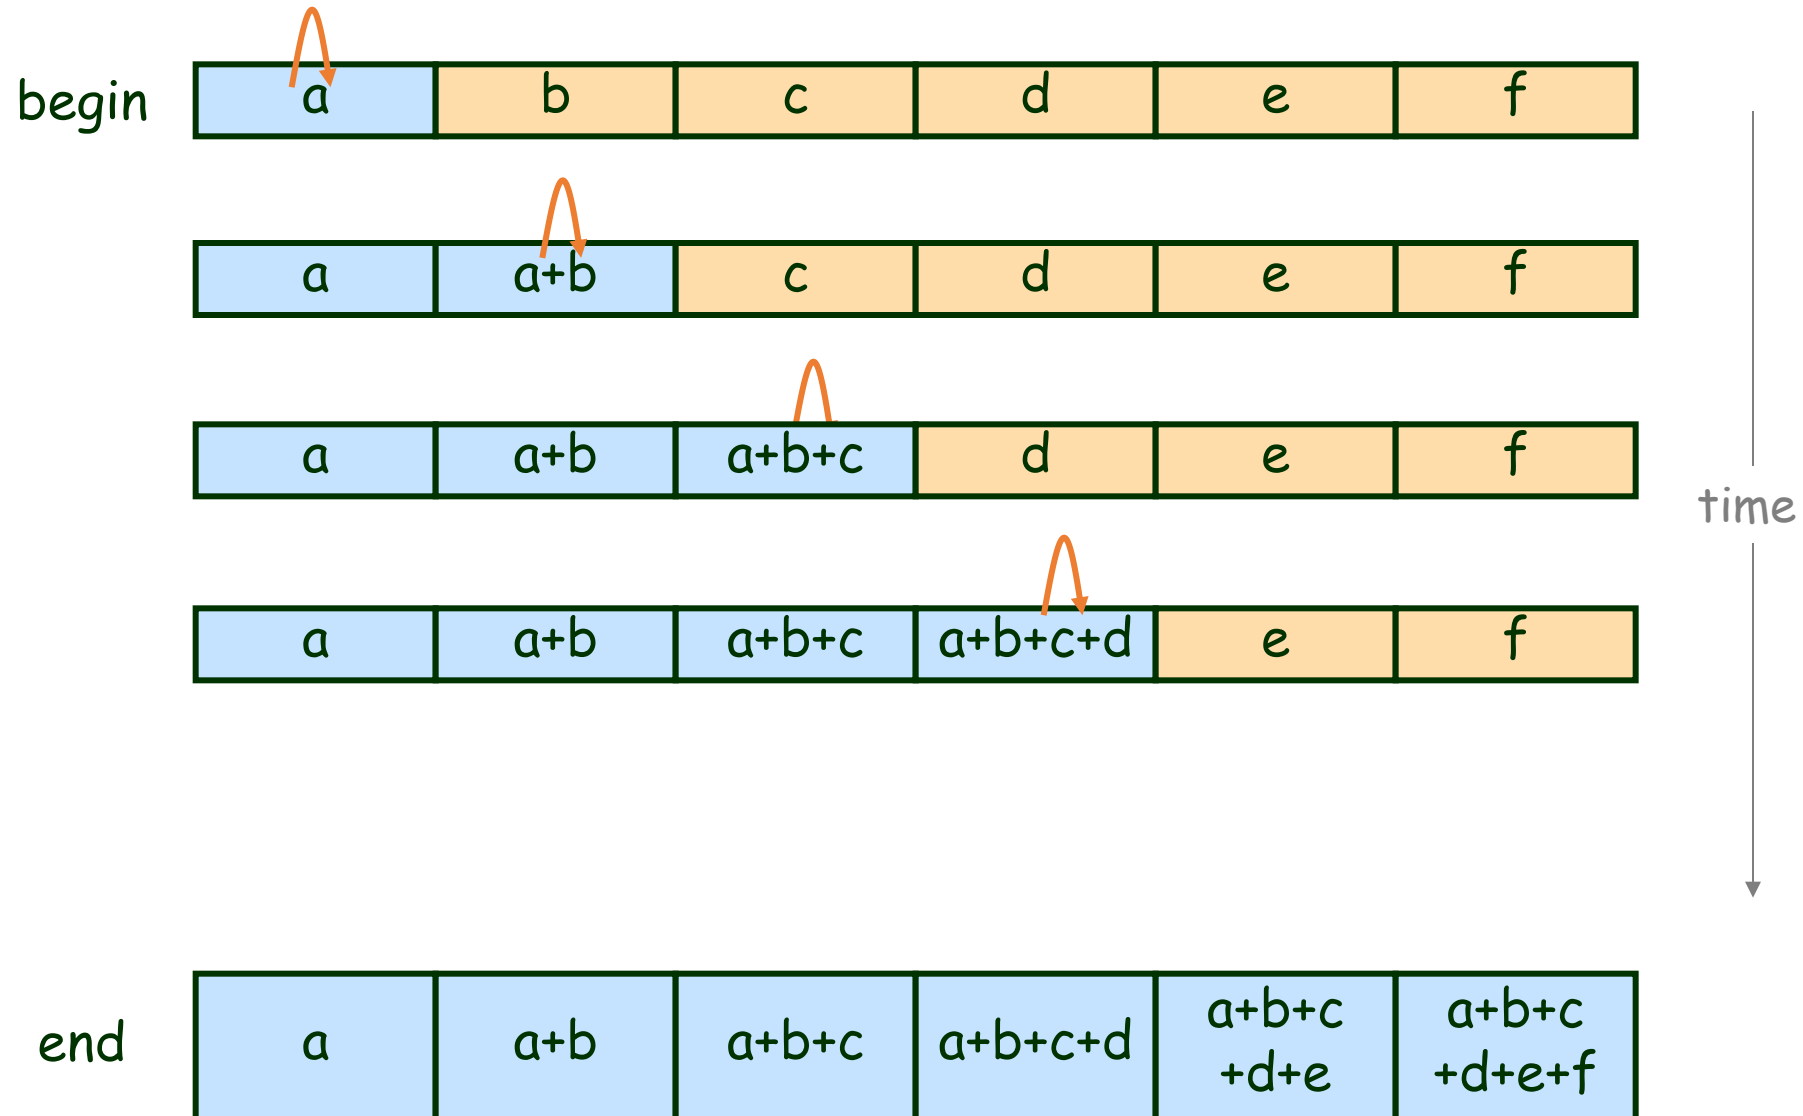 begin a b c d e f
a a+b c d e f
a a+b a+b+c d e f
time
a a+b a+b+c a+b+c+d e f
end a a+b a+b+c a+b+c+d a+b+c +d+e a+b+c +d+e+f